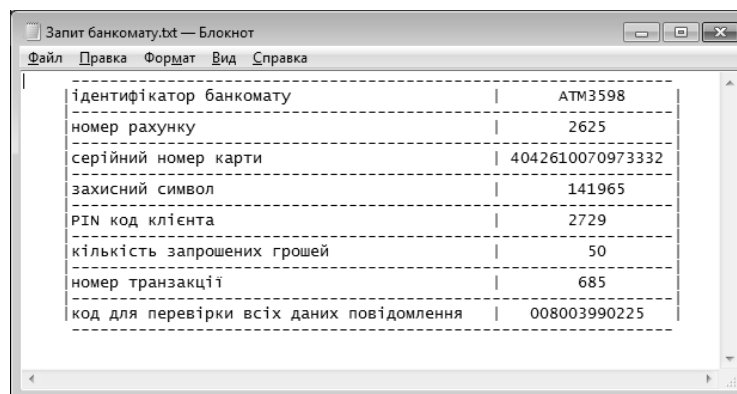 Запит банкомату.txt — Блокнот
Файл Правка Формат Вид Справка
ідентифікатор банкомату | ATM3598
номер рахунку | 2625
серійний номер карти | 4042610070973332
захисний символ | 141965
PIN код клієнта | 2729
кількість запрошених грошей | 50
номер транзакції | 685
код для перевірки всіх даних повідомлення | 008003990225